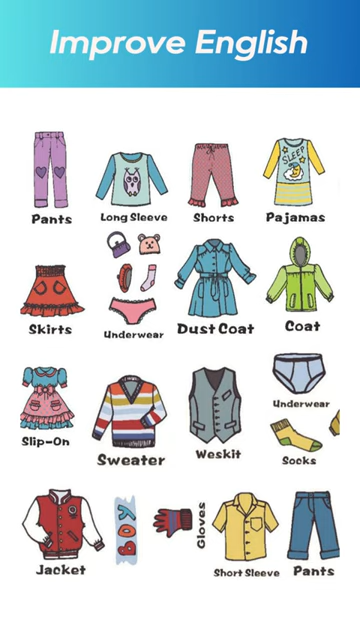 Improve English
SLEEP
Pants
Long Sleeve
Shorts
Pajamas
Skirts
Underwear
Dust Coat
Coat
Slip-On
Sweater
Weskit
Underwear
Socks
Jacket
BOY
Gloves
Short Sleeve
Pants